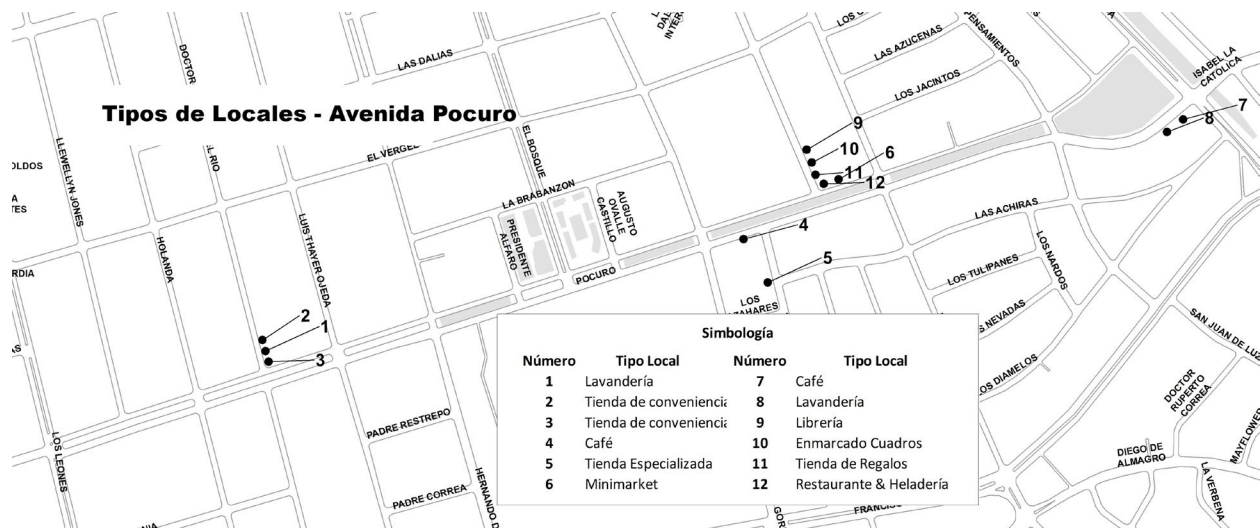 LOS JACINTOS
LAS AZUCENAS
PENSAMIENTOS
ISABEL LA
CATOLICA
LAS DALIAS
DOCTOR
Tipos de Locales - Avenida Pocuro
LLEWELLYN JONES
EL VERGEL
EL BOSQUE
LA BRABANZON
AUGUSTO
OVALLE
CASTILLO
PRESIDENTE
ALFARO
HOLANDA
LUIS THAYER OJEDA
POCURO
LAS ACHIRAS
LOS NARDOS
LOS TULIPANES
9
10
11
12
6
7
8
4
5
2
1
3
LOS
NEVADAS
DIAMELOS
SAN JUAN DE LUZ
DOCTOR
RUPERTO
CORREA
DIEGO DE
ALMAGRO
LA VERBENA
LOS LEONES
PADRE RESTREPO
PADRE CORREA
Simbología
Número Tipo Local Número Tipo Local
1 Lavandería 7 Café
2 Tienda de conveniencia 8 Lavandería
3 Tienda de conveniencia 9 Librería
4 Café 10 Enmarcado Cuadros
5 Tienda Especializada 11 Tienda de Regalos
6 Minimarket 12 Restaurante & Heladería